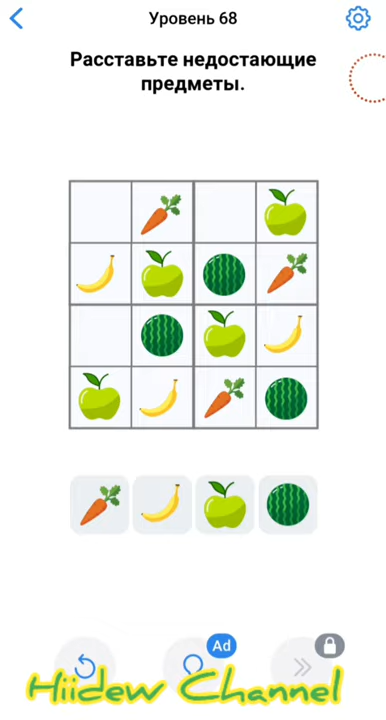 Уровень 68
Расставьте недостающие
предметы.
Ad
Hiidew Channel